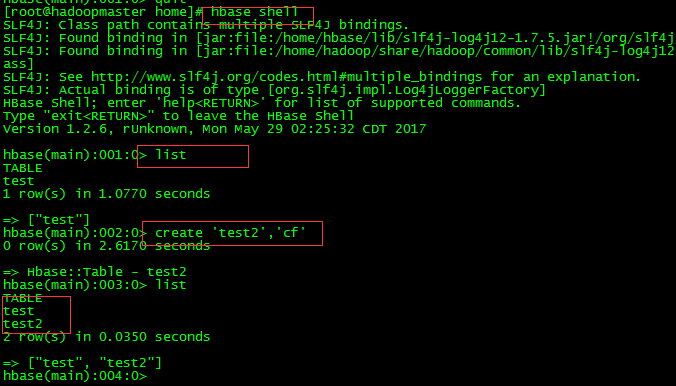 hbase(main):001:0> quit
[root@hadoopmaster home]# hbase shell
SLF4J: Class path contains multiple SLF4J bindings.
SLF4J: Found binding in [jar:file:/home/hbase/lib/slf4j-log4j12-1.7.5.jar!/org/slf4j
SLF4J: Found binding in [jar:file:/home/hadoop/share/hadoop/common/lib/slf4j-log4j12
ass]
SLF4J: See http://www.slf4j.org/codes.html#multiple_bindings for an explanation.
SLF4J: Actual binding is of type [org.slf4j.impl.Log4jLoggerFactory]
HBase Shell; enter 'help<RETURN>' for list of supported commands.
Type "exit<RETURN>" to leave the HBase Shell
Version 1.2.6, rUnknown, Mon May 29 02:25:32 CDT 2017
hbase(main):001:0> list
TABLE
test
1 row(s) in 1.0770 seconds
=> ["test"]
hbase(main):002:0> create 'test2','cf'
0 row(s) in 2.6170 seconds
=> Hbase::Table - test2
hbase(main):003:0> list
TABLE
test
test2
2 row(s) in 0.0350 seconds
=> ["test", "test2"]
hbase(main):004:0>